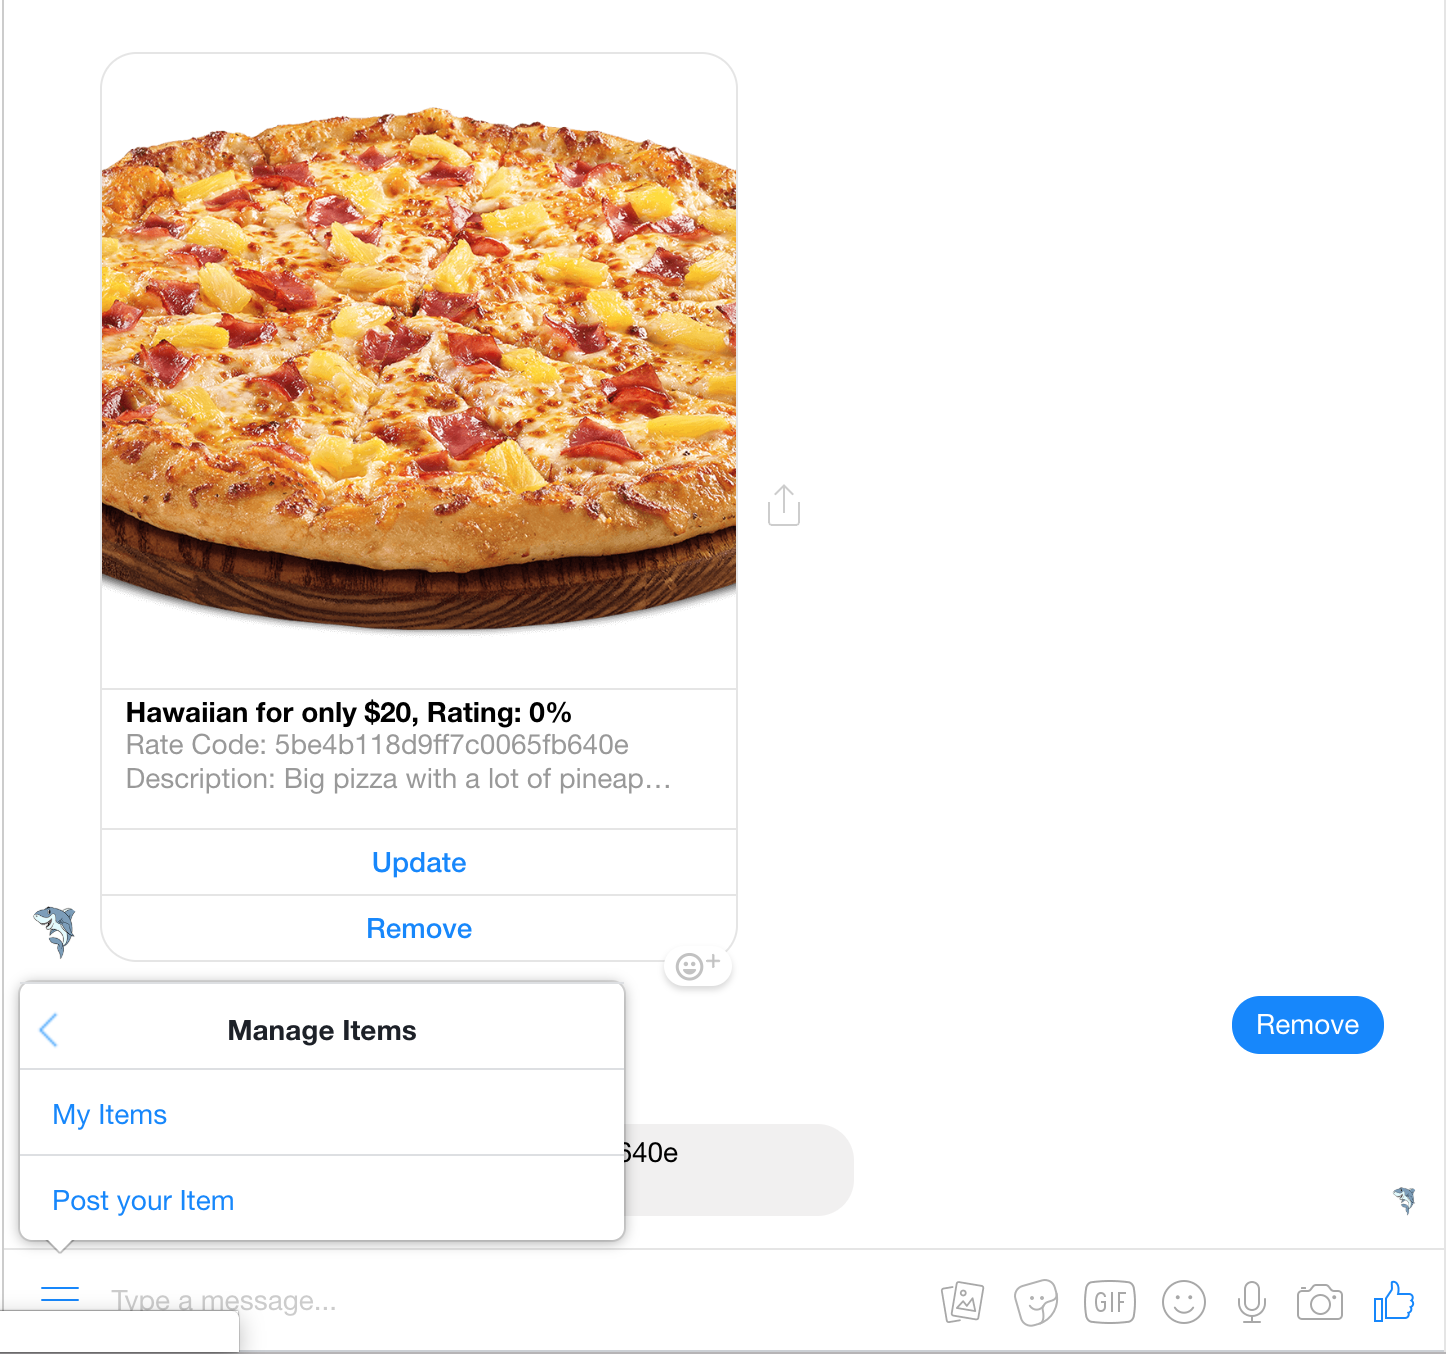 Hawaiian for only $20, Rating: 0%
Rate Code: 5be4b118d9ff7c0065fb640e
Description: Big pizza with a lot of pineap...
Update
Remove
Remove
Manage Items
My Items
640e
Post your Item
Type a message...
GIF